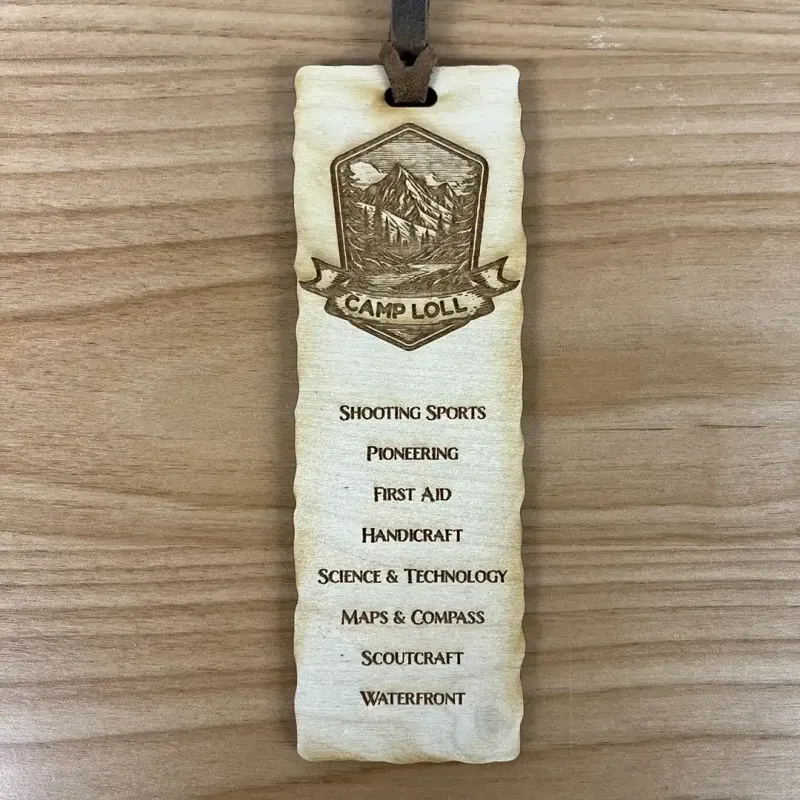 CAMP LOLL
SHOOTING SPORTS
PIONEERING
FIRST AID
HANDICRAFT
SCIENCE & TECHNOLOGY
MAPS & COMPASS
SCOUTCRAFT
WATERFRONT